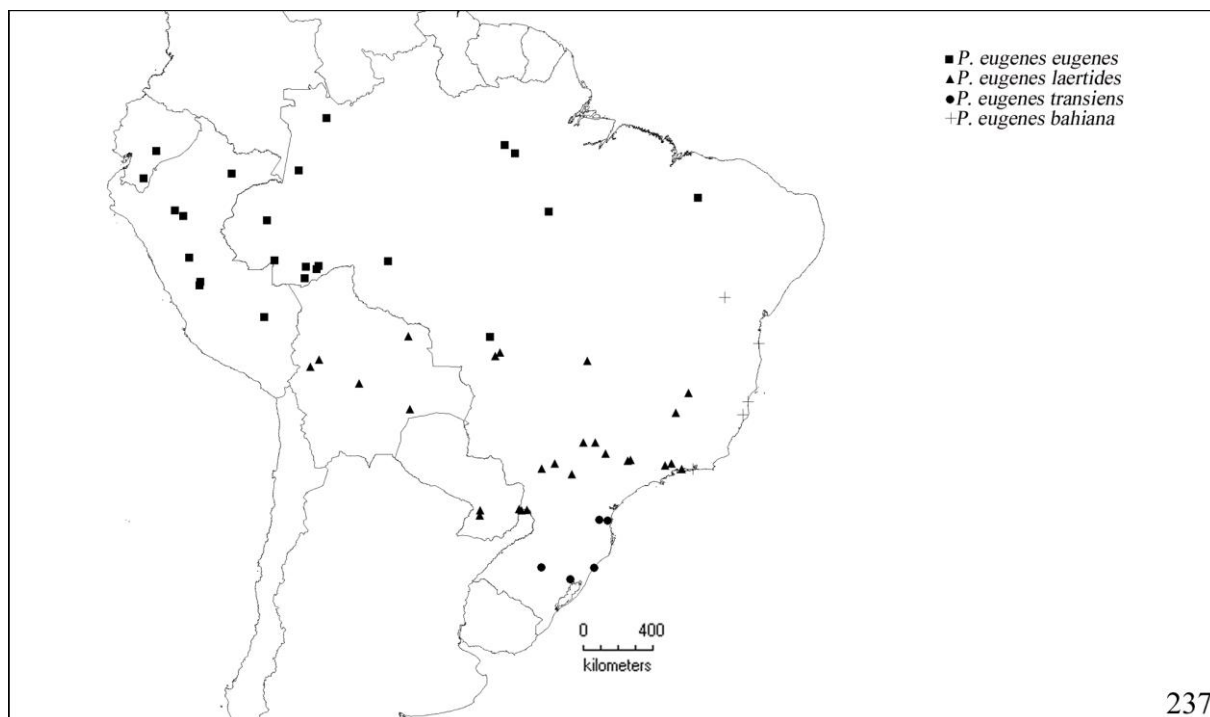 ■ P. eugenes eugenes
▲ P. eugenes laertides
● P. eugenes transiens
+ P. eugenes bahiana
0 400
kilometers
237